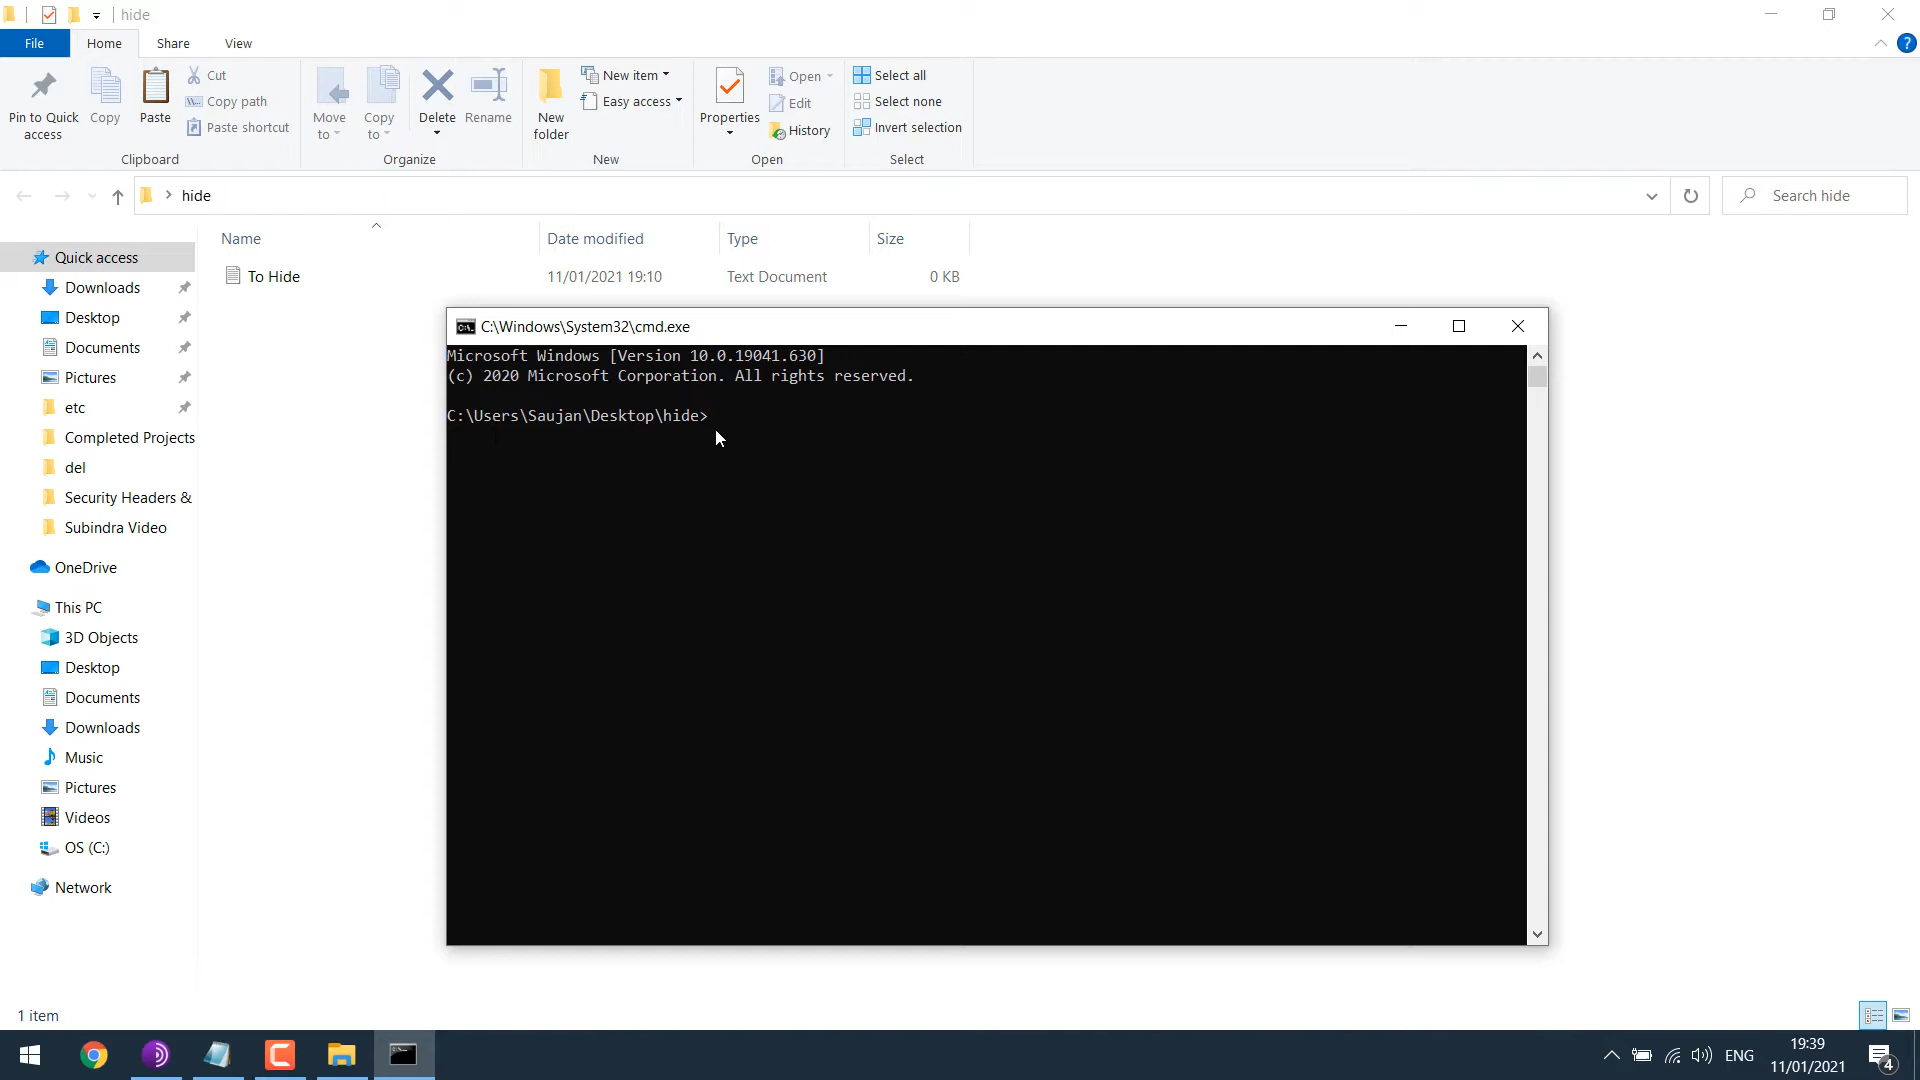 hide
File Home Share View
Pin to Quick access
Copy
Paste
Cut
Copy path
Paste shortcut
Clipboard
Move to
Copy to
Delete
Rename
Organize
New folder
New item
Easy access
New
Properties
Open
Edit
History
Open
Select all
Select none
Invert selection
Select
hide
Search hide
Name Date modified Type Size
To Hide 11/01/2021 19:10 Text Document 0 KB
Quick access
Downloads
Desktop
Documents
Pictures
etc
Completed Projects
del
Security Headers &
Subindra Video
OneDrive
This PC
3D Objects
Desktop
Documents
Downloads
Music
Pictures
Videos
OS (C:)
Network
C:\Windows\System32\cmd.exe
Microsoft Windows [Version 10.0.19041.630]
(c) 2020 Microsoft Corporation. All rights reserved.
C:\Users\Saujan\Desktop\hide>
1 item
ENG
19:39
11/01/2021
4